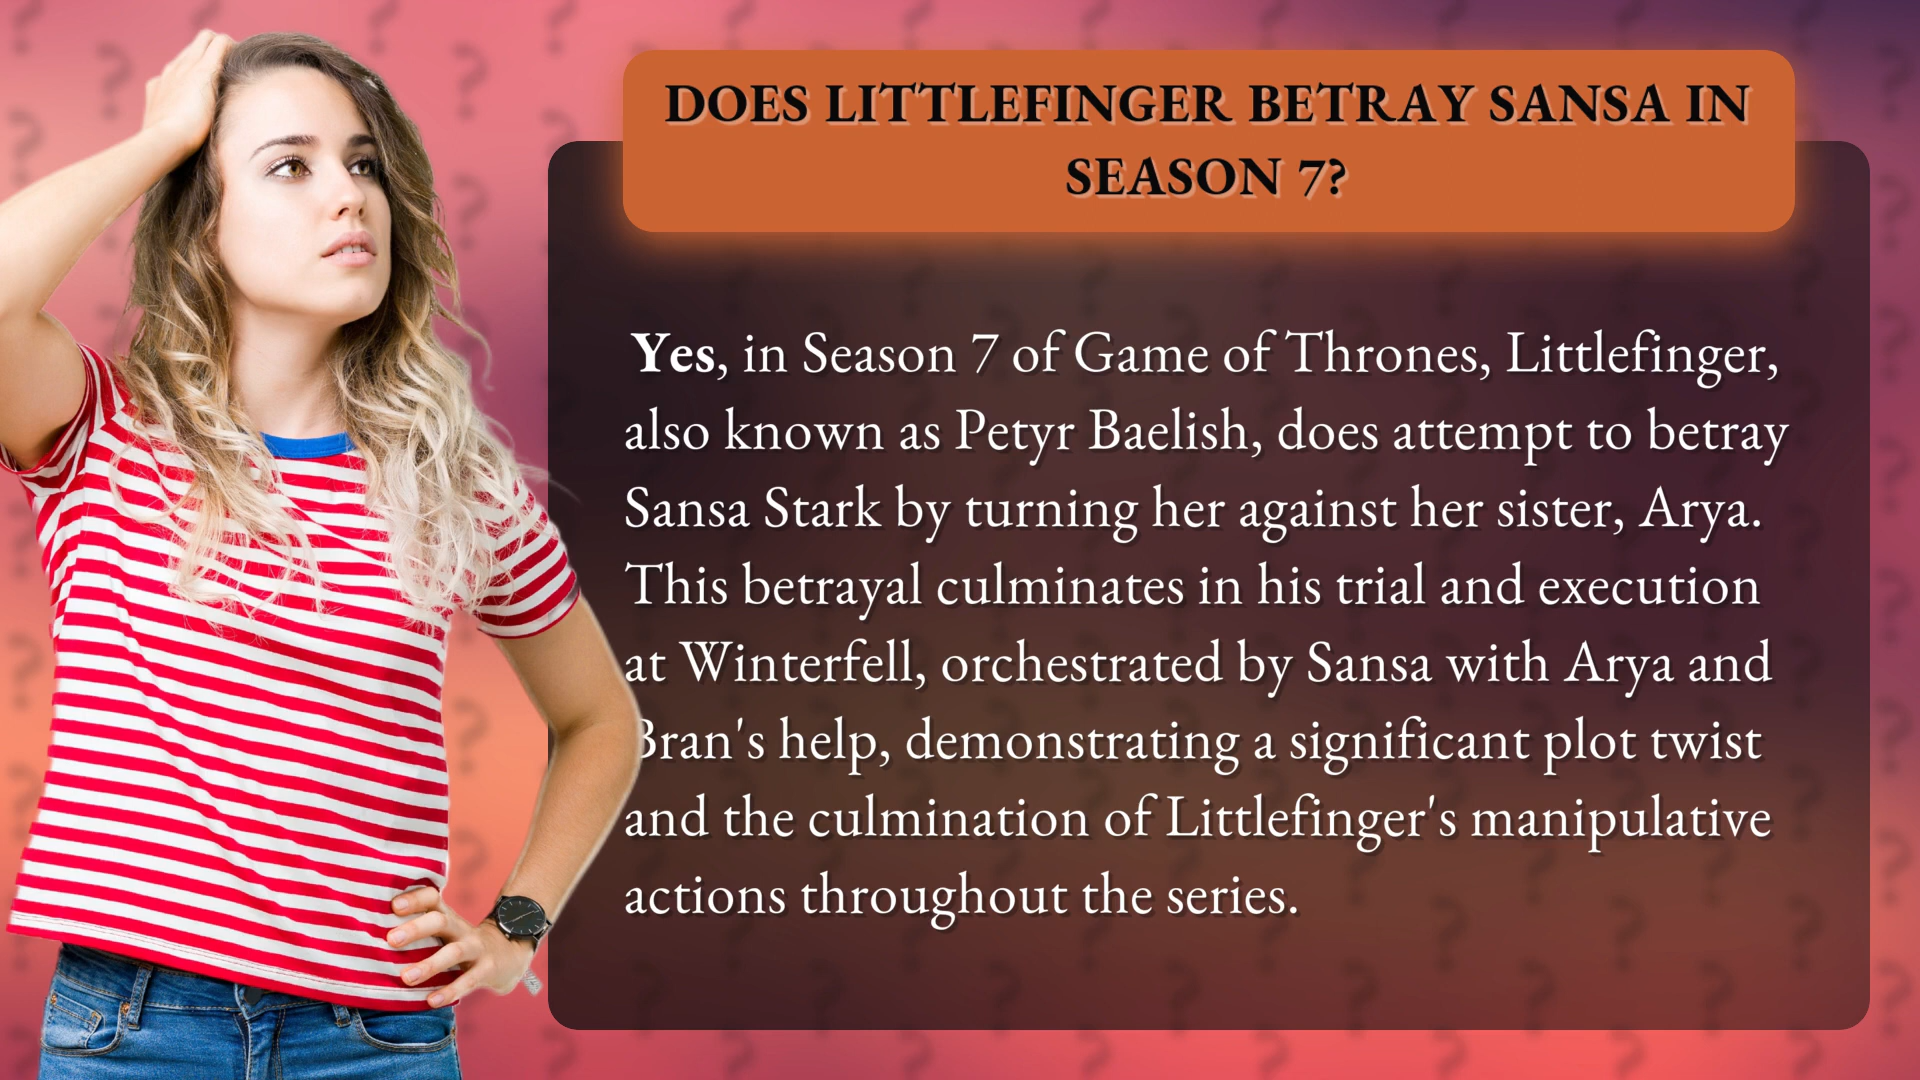 DOES LITTLEFINGER BETRAY SANSA IN
SEASON 7?
Yes, in Season 7 of Game of Thrones, Littlefinger,
also known as Petyr Baelish, does attempt to betray
Sansa Stark by turning her against her sister, Arya.
This betrayal culminates in his trial and execution
at Winterfell, orchestrated by Sansa with Arya and
Bran's help, demonstrating a significant plot twist
and the culmination of Littlefinger's manipulative
actions throughout the series.